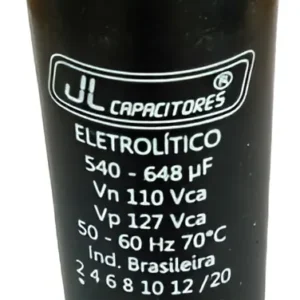 JL CAPACITORES®
ELETROLÍTICO
540 - 648 µF
Vn 110 Vca
Vp 127 Vca
50 - 60 Hz 70°C
Ind. Brasileira
2 4 6 8 10 12 /20